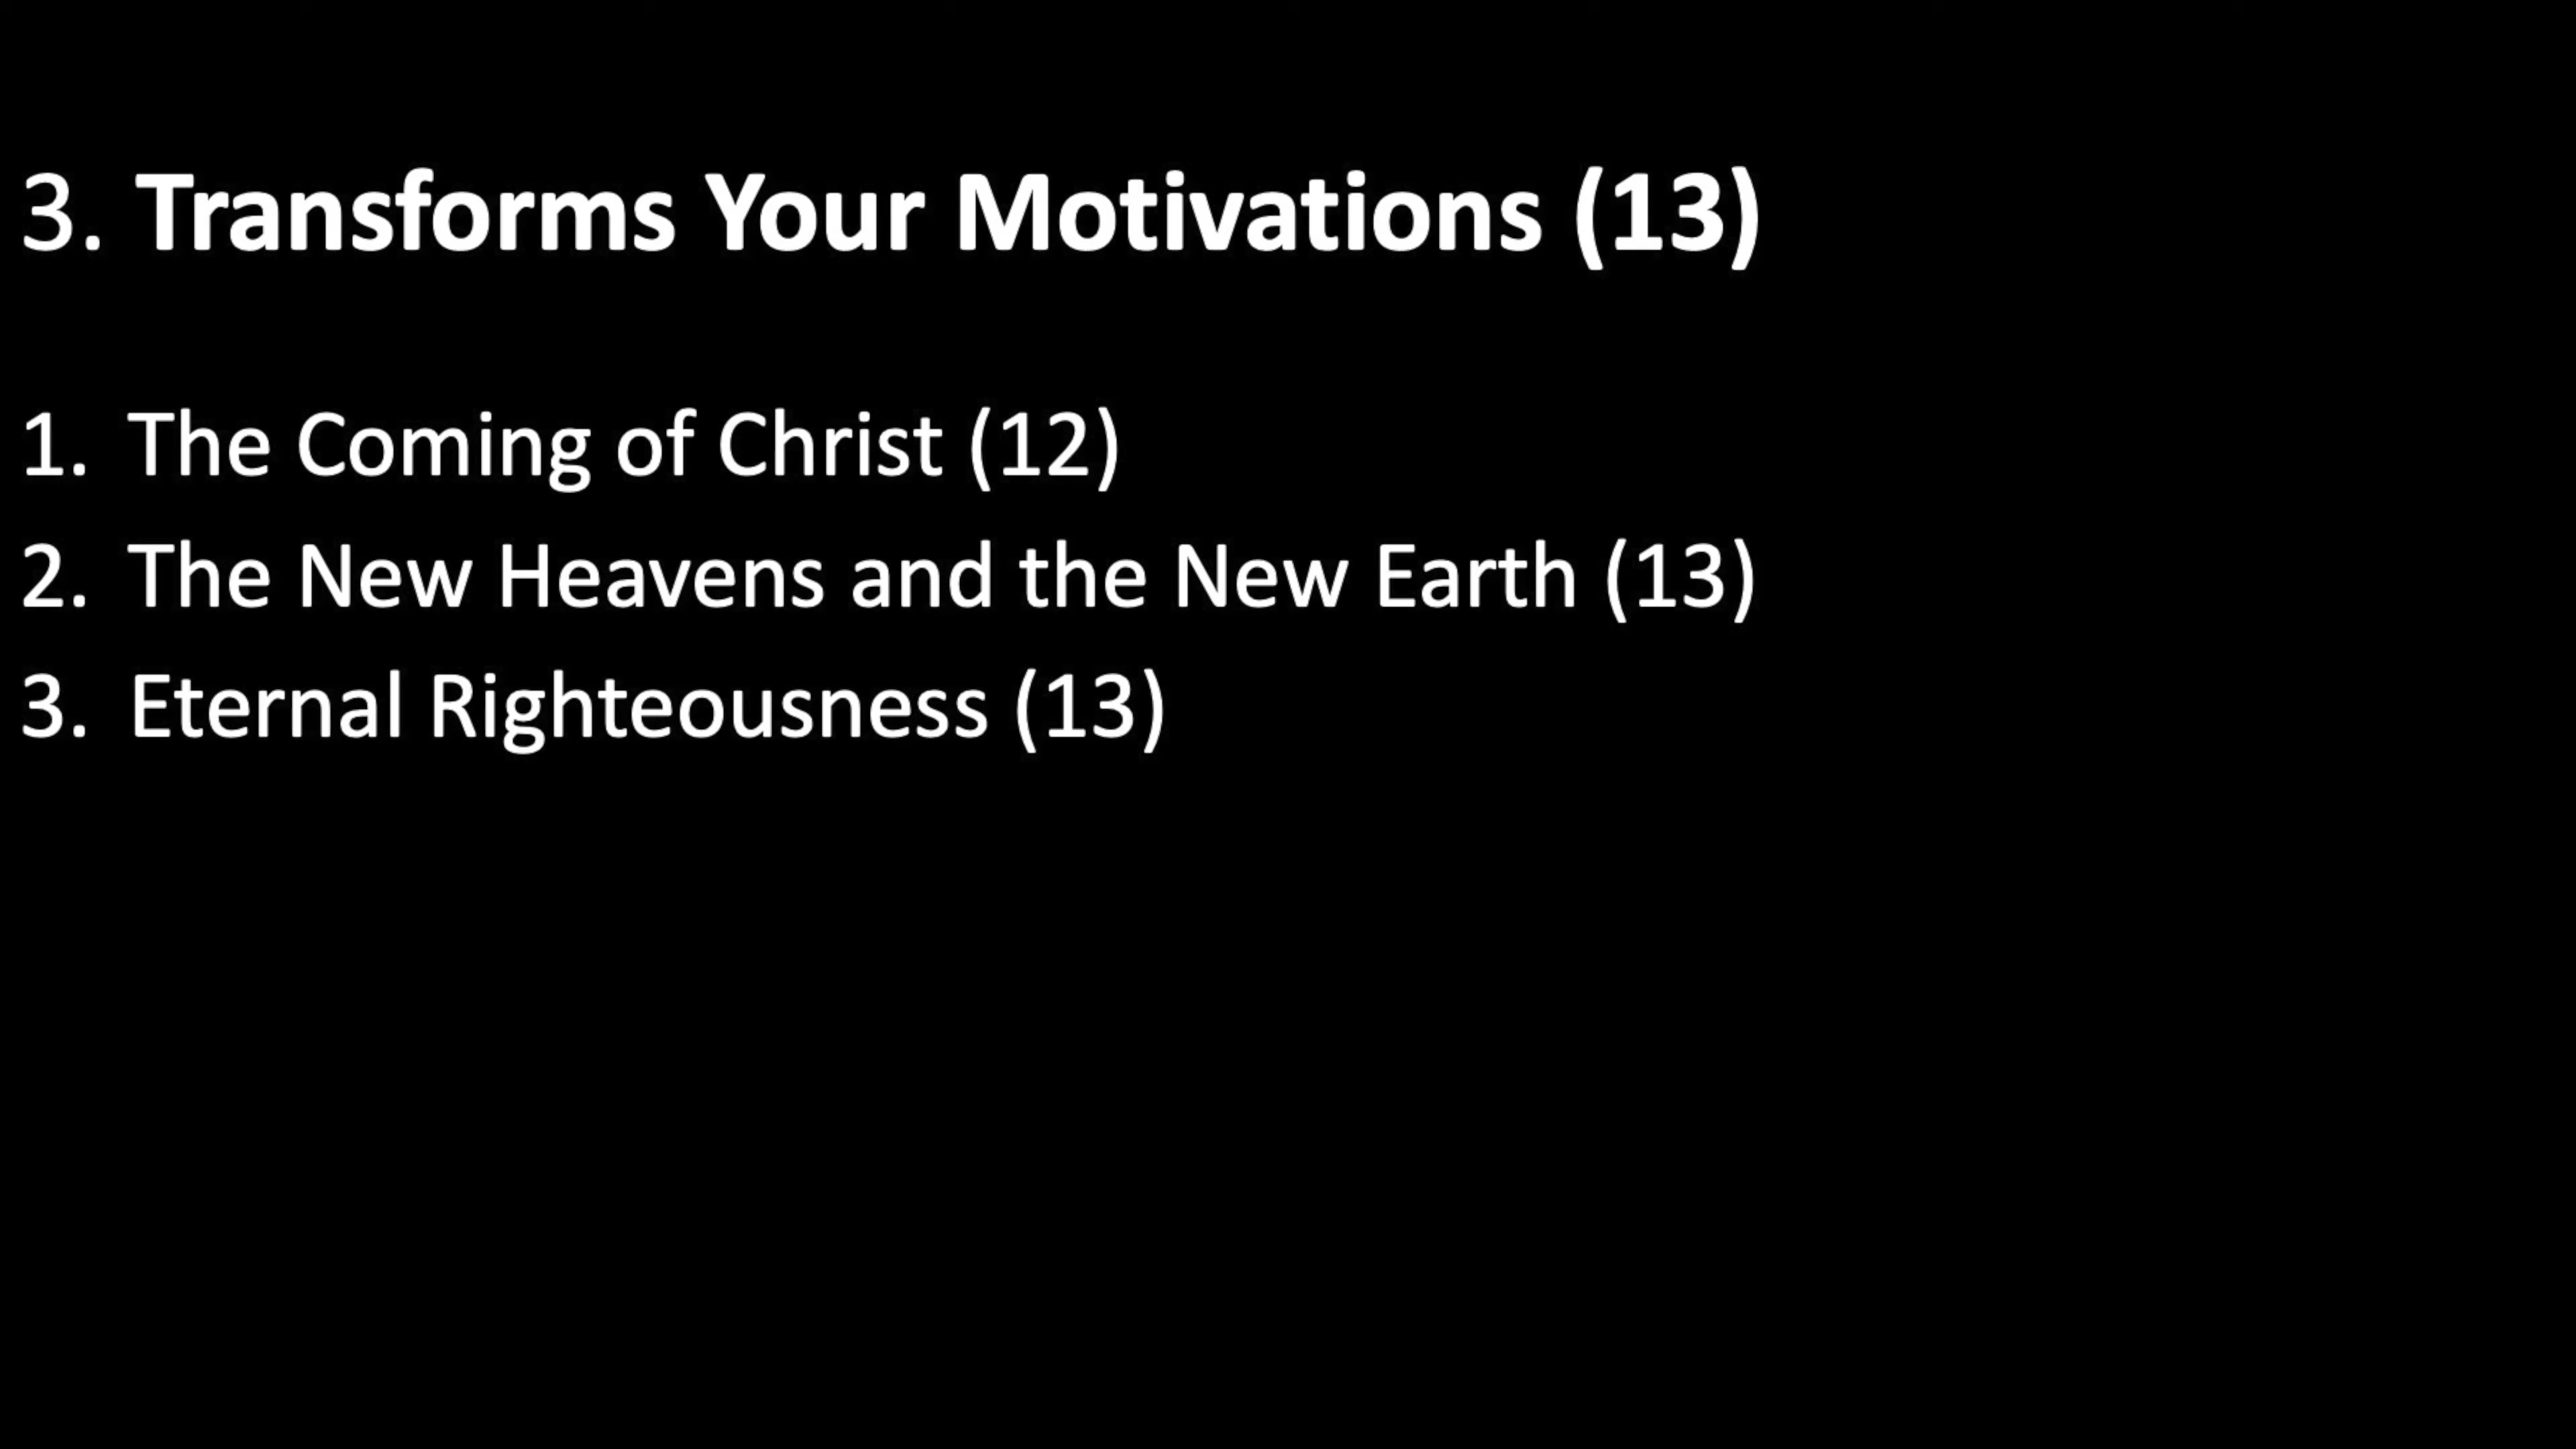 3. Transforms Your Motivations (13)
1. The Coming of Christ (12)
2. The New Heavens and the New Earth (13)
3. Eternal Righteousness (13)